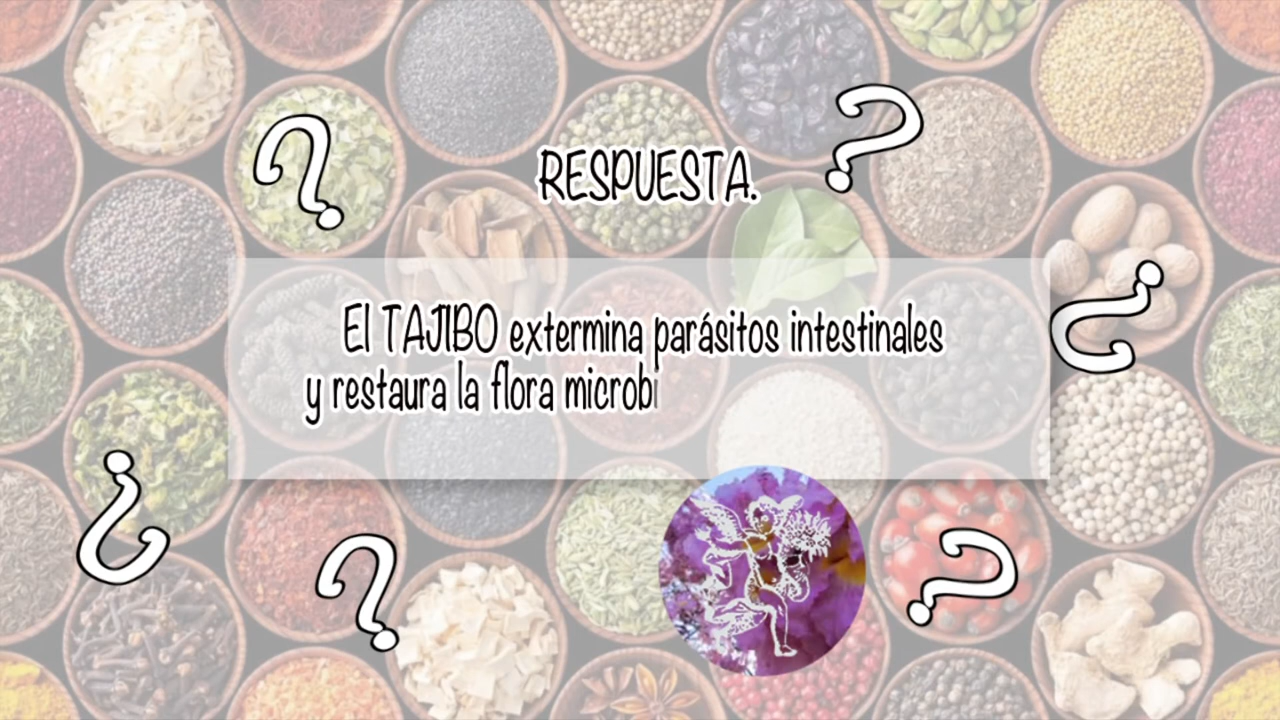 RESPUESTA.
El TAJIBO extermina parásitos intestinales
y restaura la flora microbi